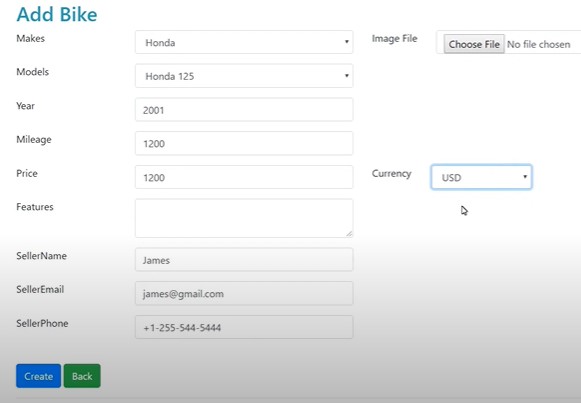 Add Bike
Makes Honda Image File Choose File No file chosen
Models Honda 125
Year 2001
Mileage 1200
Price 1200 Currency USD
Features
SellerName James
SellerEmail james@gmail.com
SellerPhone +1-255-544-5444
Create Back